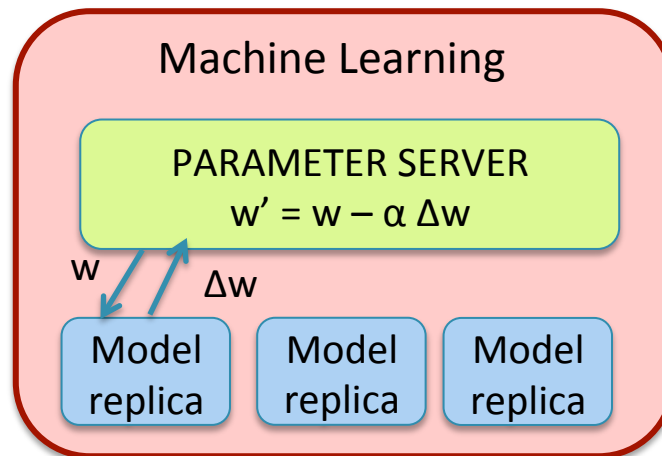 Machine Learning
PARAMETER SERVER
w’ = w – α Δw
w
Δw
Model
replica
Model
replica
Model
replica